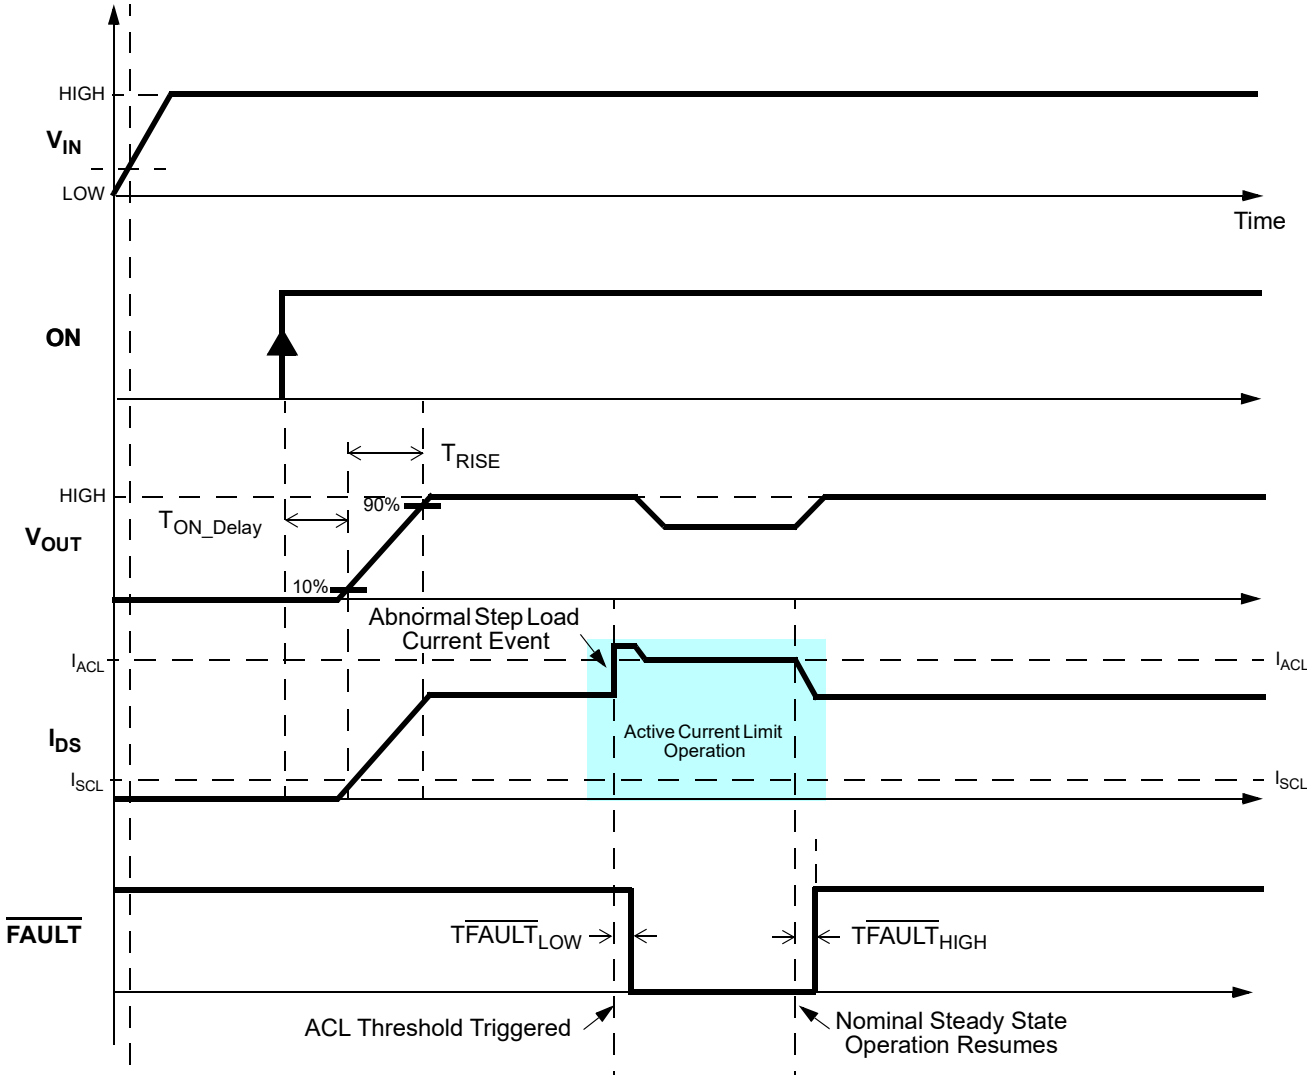 HIGH
VIN
LOW
Time
ON
TRISE
HIGH
90%
TON_Delay
VOUT
10%
Abnormal Step Load
Current Event
IACL
IACL
IDS
Active Current Limit
Operation
ISCL
ISCL
FAULT
TFAULTLOW
TFAULTHIGH
ACL Threshold Triggered
Nominal Steady State
Operation Resumes